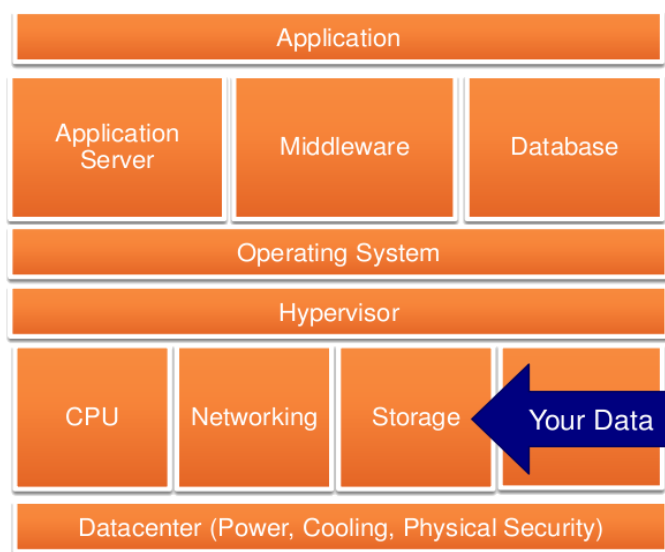 Application
Application
Server
Middleware
Database
Operating System
Hypervisor
CPU
Networking
Storage
Your Data
Datacenter (Power, Cooling, Physical Security)